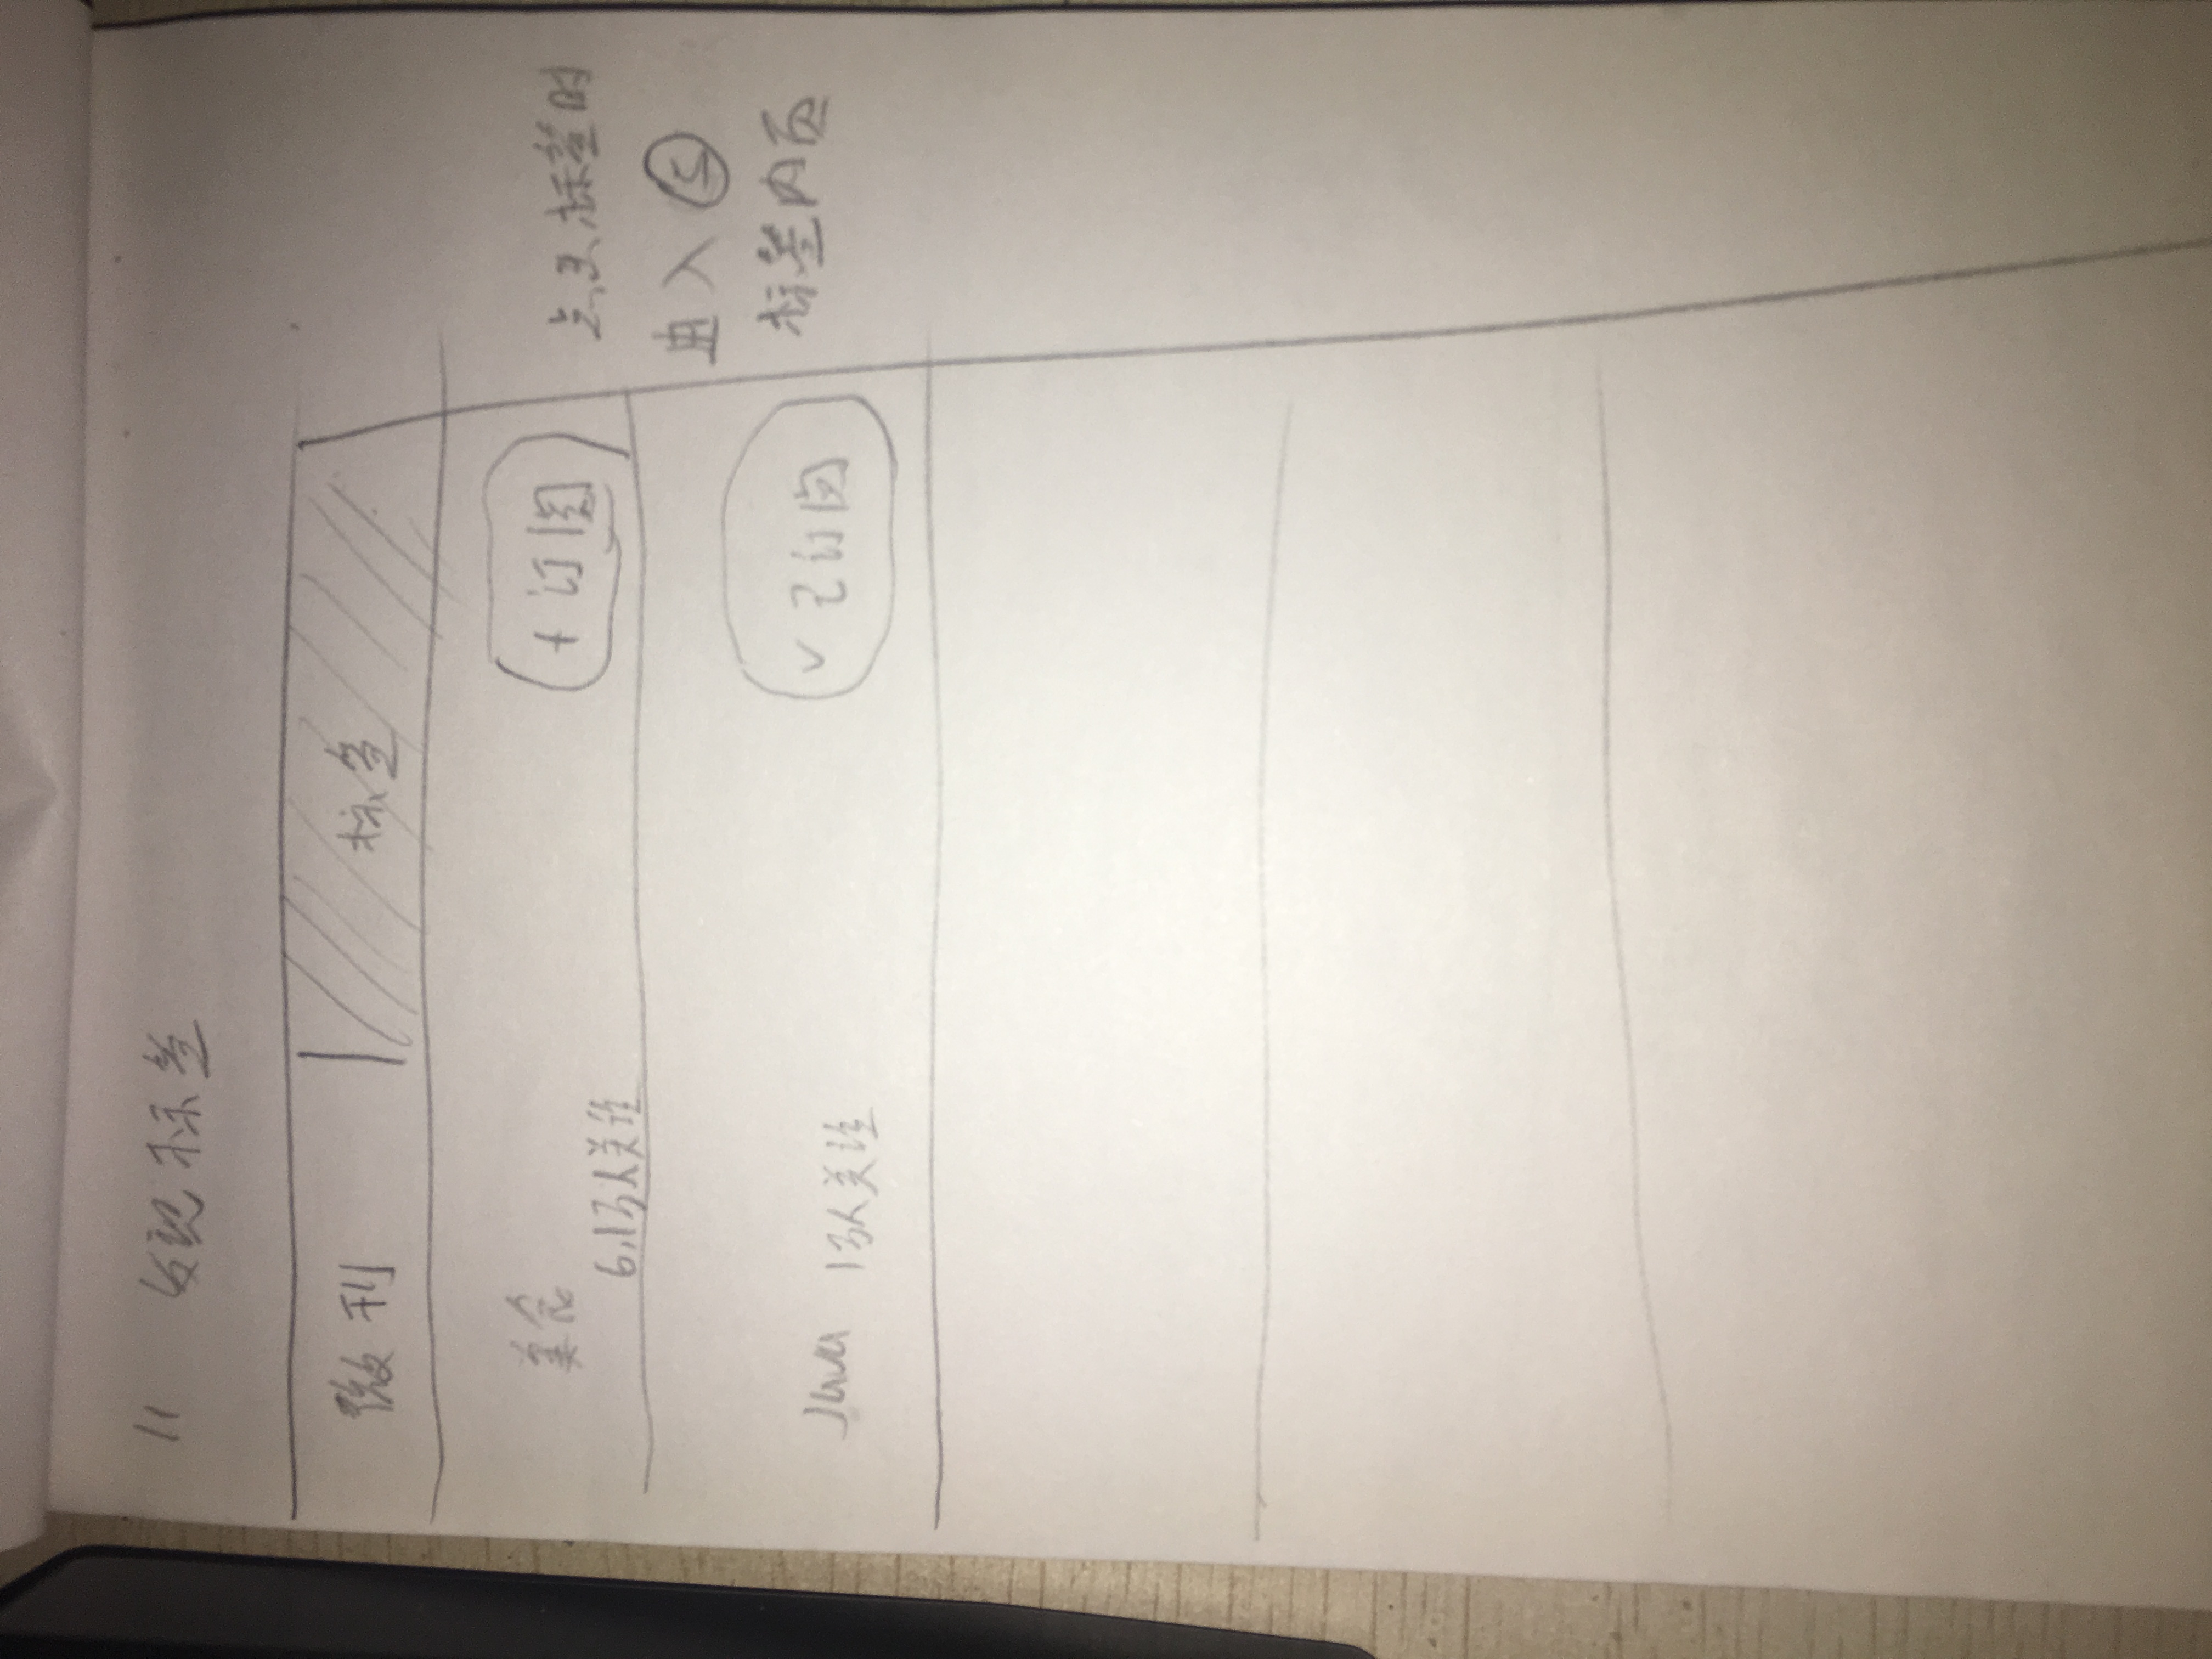 11 发现标签
微刊 标签
美食 + 订阅
6.1万人关注
Java 1万人关注 ✓ 已订阅
点击标签时
进入 ⑤
标签内页